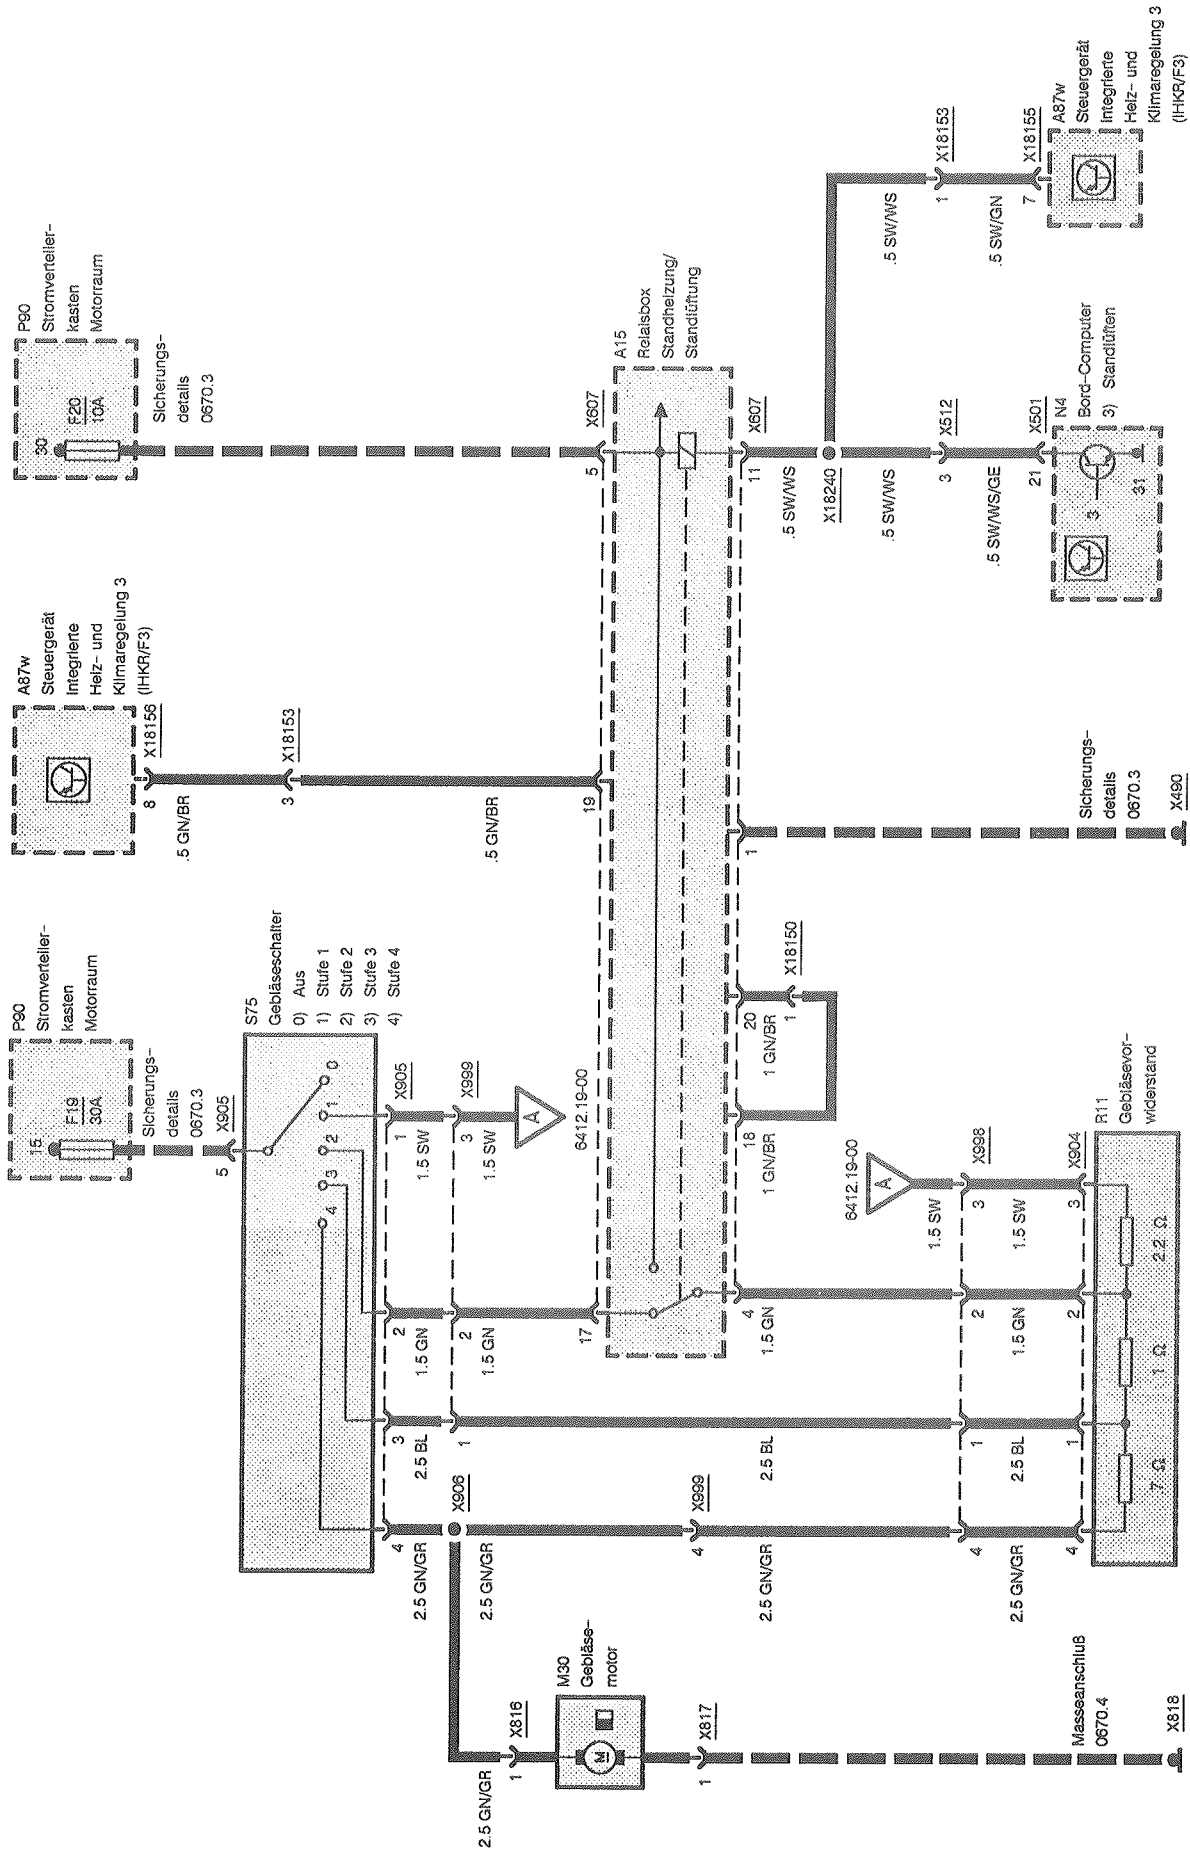 P90
Stromverteiler-
kasten
Motorraum
15
F19
30A
Sicherungs-
details
0670.3
X905
5
S75
Gebläseschalter
0) Aus
1) Stufe 1
2) Stufe 2
3) Stufe 3
4) Stufe 4
4
3
2
1
0
A87w
Steuergerät
Integrierte
Heiz- und
Klimaregelung 3
(IHKR/F3)
X18156
8
.5 GN/BR
X18153
3
.5 GN/BR
19
P90
Stromverteiler-
kasten
Motorraum
30
F20
10A
Sicherungs-
details
0670.3
X607
5
4
3
2
1
X905
2.5 GN/GR
2.5 BL
1.5 GN
1.5 SW
X906
1
2
3
X999
2.5 GN/GR
1.5 GN
1.5 SW
A
6412.19-00
17
A15
Relaisbox
Standheizung/
Standlüftung
2.5 GN/GR
X816
1
M30
Gebläse-
motor
M
X817
1
4
X999
2.5 GN/GR
2.5 BL
4
1.5 GN
18
1 GN/BR
20
1 GN/BR
X18150
1
1
X607
11
.5 SW/WS
X18240
.5 SW/WS
X512
3
.5 SW/WS/GE
X501
21
N4
Bord-Computer
3) Standlüften
3
31
.5 SW/WS
X18153
1
.5 SW/GN
X18155
7
A87w
Steuergerät
Integrierte
Heiz- und
Klimaregelung 3
(IHKR/F3)
6412.19-00
A
1.5 SW
X998
4
1
2
3
2.5 GN/GR
2.5 BL
1.5 GN
1.5 SW
X904
4
1
2
3
R11
Gebläsevor-
widerstand
.7 Ω
1 Ω
2.2 Ω
Masseanschluß
0670.4
X818
Sicherungs-
details
0670.3
X490